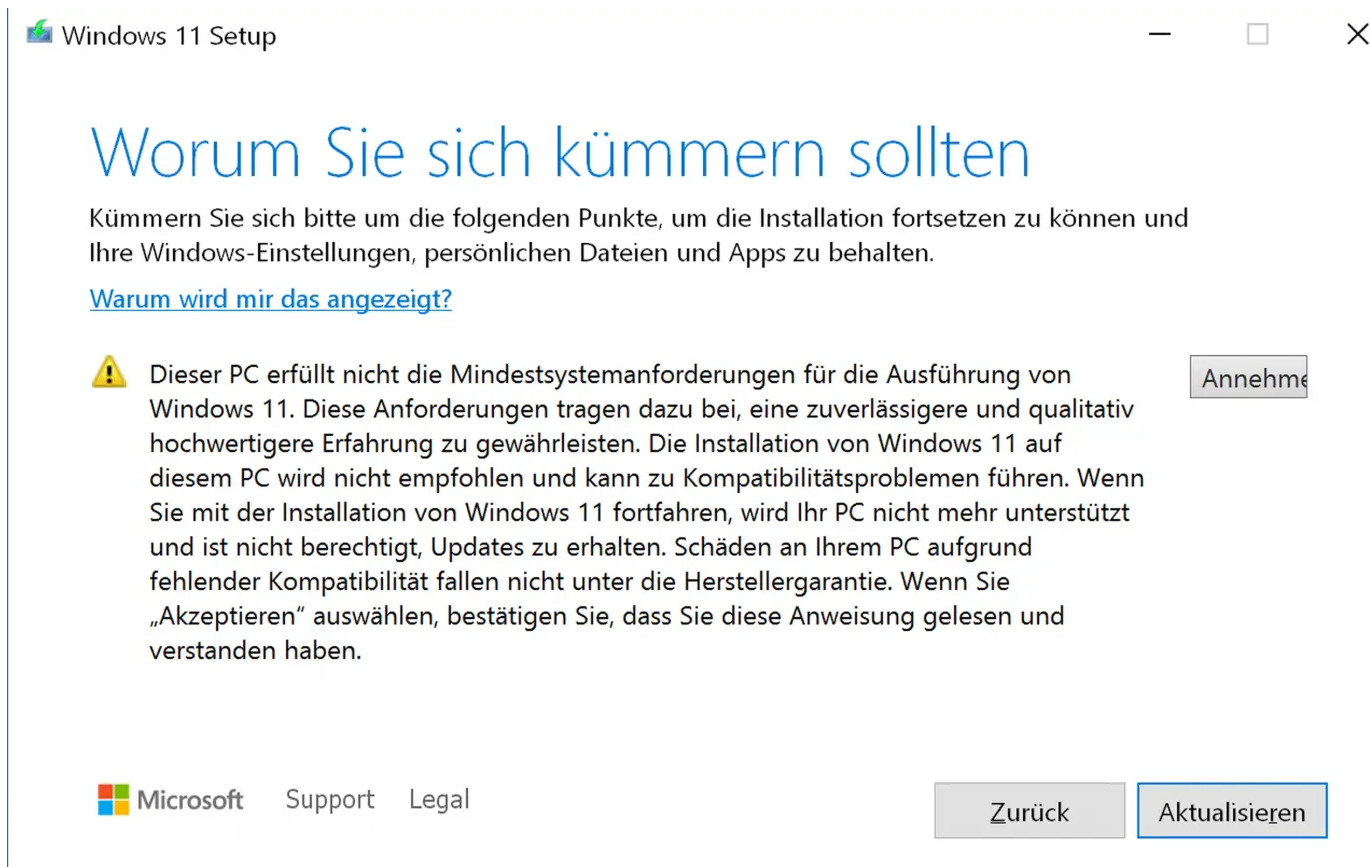 Windows 11 Setup
Worum Sie sich kümmern sollten
Kümmern Sie sich bitte um die folgenden Punkte, um die Installation fortsetzen zu können und
Ihre Windows-Einstellungen, persönlichen Dateien und Apps zu behalten.
Warum wird mir das angezeigt?
Dieser PC erfüllt nicht die Mindestsystemanforderungen für die Ausführung von
Windows 11. Diese Anforderungen tragen dazu bei, eine zuverlässigere und qualitativ
hochwertigere Erfahrung zu gewährleisten. Die Installation von Windows 11 auf
diesem PC wird nicht empfohlen und kann zu Kompatibilitätsproblemen führen. Wenn
Sie mit der Installation von Windows 11 fortfahren, wird Ihr PC nicht mehr unterstützt
und ist nicht berechtigt, Updates zu erhalten. Schäden an Ihrem PC aufgrund
fehlender Kompatibilität fallen nicht unter die Herstellergarantie. Wenn Sie
„Akzeptieren“ auswählen, bestätigen Sie, dass Sie diese Anweisung gelesen und
verstanden haben.
Annehme
Microsoft Support Legal
Zurück Aktualisieren